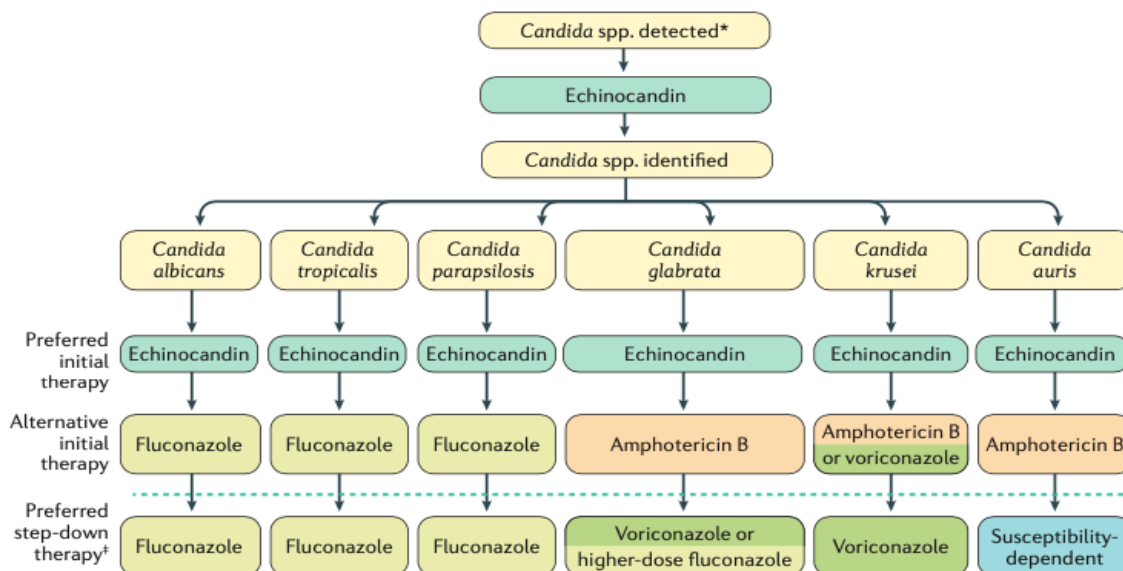 Candida spp. detected*
Echinocandin
Candida spp. identified
Candida
albicans
Candida
tropicalis
Candida
parapsilosis
Candida
glabrata
Candida
krusei
Candida
auris
Preferred
initial
therapy
Echinocandin
Echinocandin
Echinocandin
Echinocandin
Echinocandin
Echinocandin
Alternative
initial
therapy
Fluconazole
Fluconazole
Fluconazole
Amphotericin B
Amphotericin B
or voriconazole
Amphotericin B
Preferred
step-down
therapy‡
Fluconazole
Fluconazole
Fluconazole
Voriconazole or
higher-dose fluconazole
Voriconazole
Susceptibility-
dependent